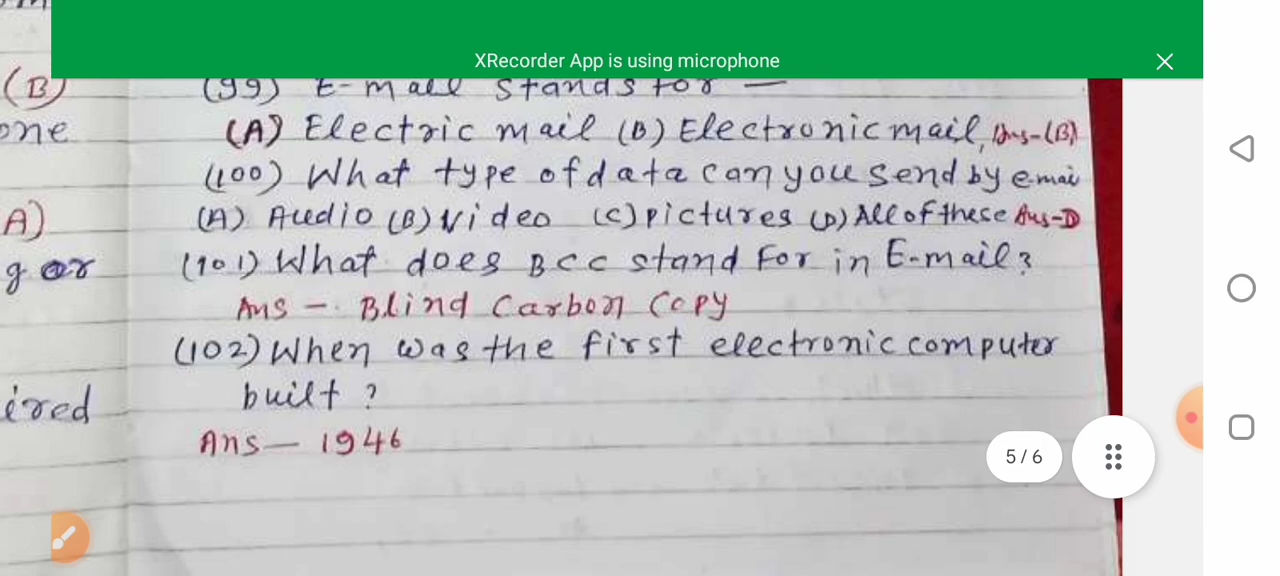 XRecorder App is using microphone
(B)
one
A)
g or
ired
(99) E-mail stands for —
(A) Electric mail (B) Electronic mail, Ans-(B)
(100) What type of data can you send by e-mai
(A) Audio (B) Video (C) pictures (D) All of these Ans-D
(101) What does BCC stand For in E-mail?
Ans - Blind Carbon Copy
(102) When was the first electronic computer
built ?
Ans — 1946
5 / 6